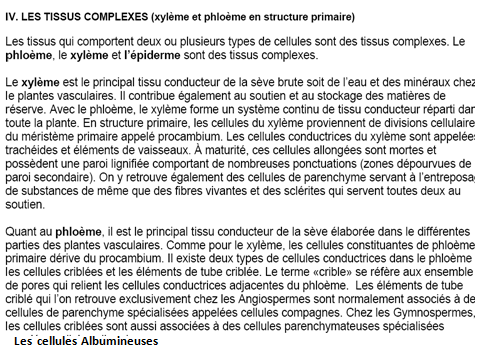 IV. LES TISSUS COMPLEXES (xylème et phloème en structure primaire)
Les tissus qui comportent deux ou plusieurs types de cellules sont des tissus complexes. Le
phloème, le xylème et l'épiderme sont des tissus complexes.
Le xylème est le principal tissu conducteur de la sève brute soit de l'eau et des minéraux chez
le plantes vasculaires. Il contribue également au soutien et au stockage des matières de
réserve. Avec le phloème, le xylème forme un système continu de tissu conducteur réparti dan
toute la plante. En structure primaire, les cellules du xylème proviennent de divisions cellulaire
du méristème primaire appelé procambium. Les cellules conductrices du xylème sont appelées
trachéides et éléments de vaisseaux. À maturité, ces cellules allongées sont mortes et
possèdent une paroi lignifiée comportant de nombreuses ponctuations (zones dépourvues de
paroi secondaire). On y retrouve également des cellules de parenchyme servant à l'entreposag
de substances de même que des fibres vivantes et des sclérites qui servent toutes deux au
soutien.
Quant au phloème, il est le principal tissu conducteur de la sève élaborée dans le différentes
parties des plantes vasculaires. Comme pour le xylème, les cellules constituantes de phloème
primaire dérive du procambium. Il existe deux types de cellules conductrices dans le phloème
les cellules criblées et les éléments de tube criblée. Le terme «crible» se réfère aux ensemble
de pores qui relient les cellules conductrices adjacentes du phloème. Les éléments de tube
criblé qui l'on retrouve exclusivement chez les Angiospermes sont normalement associés à de
cellules de parenchyme spécialisées appelées cellules compagnes. Chez les Gymnospermes,
les cellules criblées sont aussi associées à des cellules parenchymateuses spécialisées
Les cellules Albumineuses